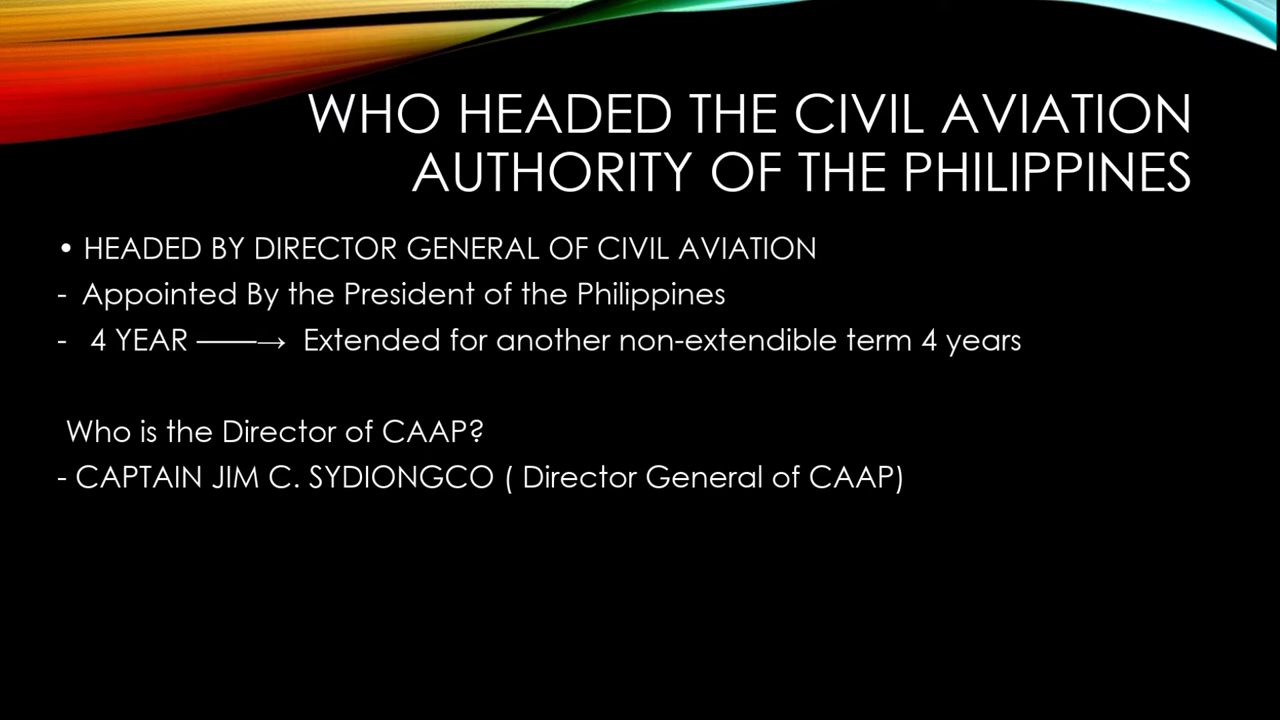 WHO HEADED THE CIVIL AVIATION
AUTHORITY OF THE PHILIPPINES
• HEADED BY DIRECTOR GENERAL OF CIVIL AVIATION
- Appointed By the President of the Philippines
- 4 YEAR ——→ Extended for another non-extendible term 4 years
Who is the Director of CAAP?
- CAPTAIN JIM C. SYDIONGCO ( Director General of CAAP)